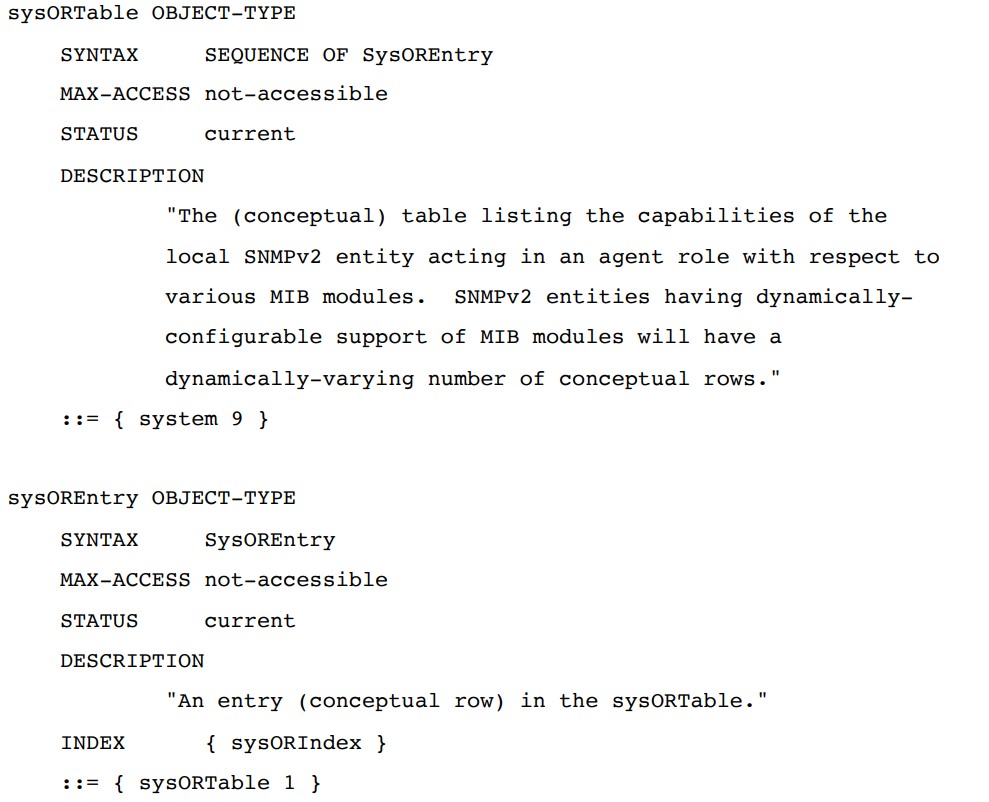 sysORTable OBJECT-TYPE
SYNTAX SEQUENCE OF SysOREntry
MAX-ACCESS not-accessible
STATUS current
DESCRIPTION
"The (conceptual) table listing the capabilities of the
local SNMPv2 entity acting in an agent role with respect to
various MIB modules. SNMPv2 entities having dynamically-
configurable support of MIB modules will have a
dynamically-varying number of conceptual rows."
::= { system 9 }
sysOREntry OBJECT-TYPE
SYNTAX SysOREntry
MAX-ACCESS not-accessible
STATUS current
DESCRIPTION
"An entry (conceptual row) in the sysORTable."
INDEX { sysORIndex }
::= { sysORTable 1 }